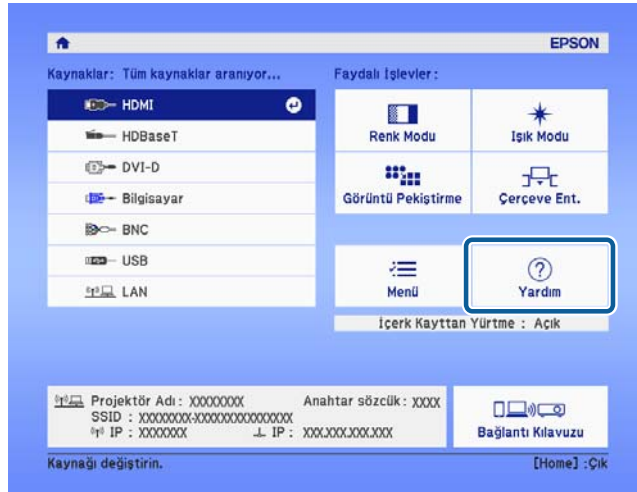 EPSON
Kaynaklar: Tüm kaynaklar aranıyor...
HDMI
HDBaseT
DVI-D
Bilgisayar
BNC
USB
LAN
Faydalı İşlevler:
Renk Modu
Işık Modu
Görüntü Pekiştirme
Çerçeve Ent.
Menü
Yardım
İçerk Kayttan Yürtme : Açık
Projektör Adı: XXXXXXXX Anahtar sözcük: XXXX
SSID : XXXXXXXX-XXXXXXXXXXXXXXX
IP : XXXXXXX IP : XXX.XXX.XXX.XXX
Bağlantı Kılavuzu
Kaynağı değiştirin. [Home] :Çık